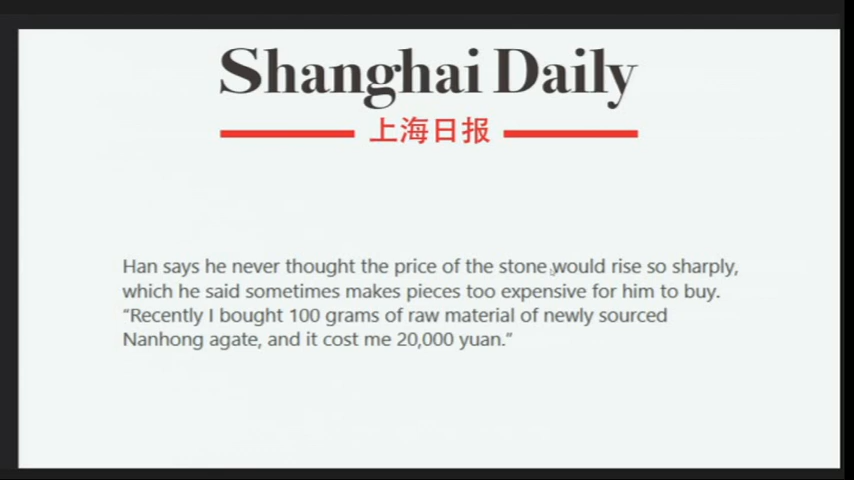 Shanghai Daily
上海日报
Han says he never thought the price of the stone would rise so sharply,
which he said sometimes makes pieces too expensive for him to buy.
“Recently I bought 100 grams of raw material of newly sourced
Nanhong agate, and it cost me 20,000 yuan.”